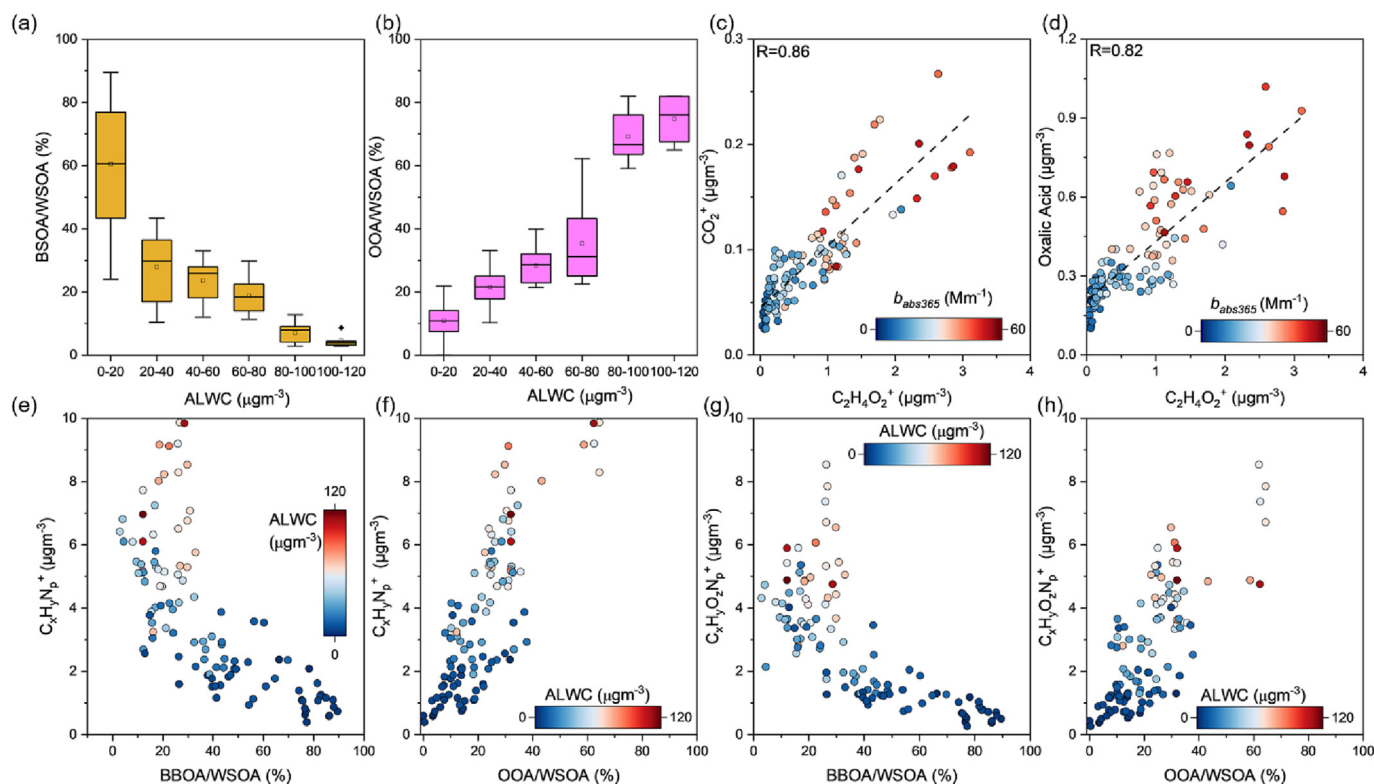 (a)
100
80
60
40
20
0
BSOA/WSOA (%)
0-20 20-40 40-60 60-80 80-100 100-120
ALWC (μgm-3)
(b)
100
80
60
40
20
0
OOA/WSOA (%)
0-20 20-40 40-60 60-80 80-100 100-120
ALWC (μgm-3)
(c)
R=0.86
0.3
0.2
0.1
0.0
CO2+ (μgm-3)
babs365 (Mm-1)
0 60
0 1 2 3 4
C2H4O2+ (μgm-3)
(d)
R=0.82
1.2
0.9
0.6
0.3
0.0
Oxalic Acid (μgm-3)
babs365 (Mm-1)
0 60
0 1 2 3 4
C2H4O2+ (μgm-3)
(e)
10
8
6
4
2
0
CxHyNp+ (μgm-3)
120
ALWC
(μgm-3)
0
0 20 40 60 80 100
BBOA/WSOA (%)
(f)
10
8
6
4
2
0
CxHyNp+ (μgm-3)
ALWC (μgm-3)
0 120
0 20 40 60 80 100
OOA/WSOA (%)
(g)
10
8
6
4
2
0
CxHyOzNp+ (μgm-3)
ALWC (μgm-3)
0 120
0 20 40 60 80 100
BBOA/WSOA (%)
(h)
10
8
6
4
2
0
CxHyOzNp+ (μgm-3)
ALWC (μgm-3)
0 120
0 20 40 60 80 100
OOA/WSOA (%)